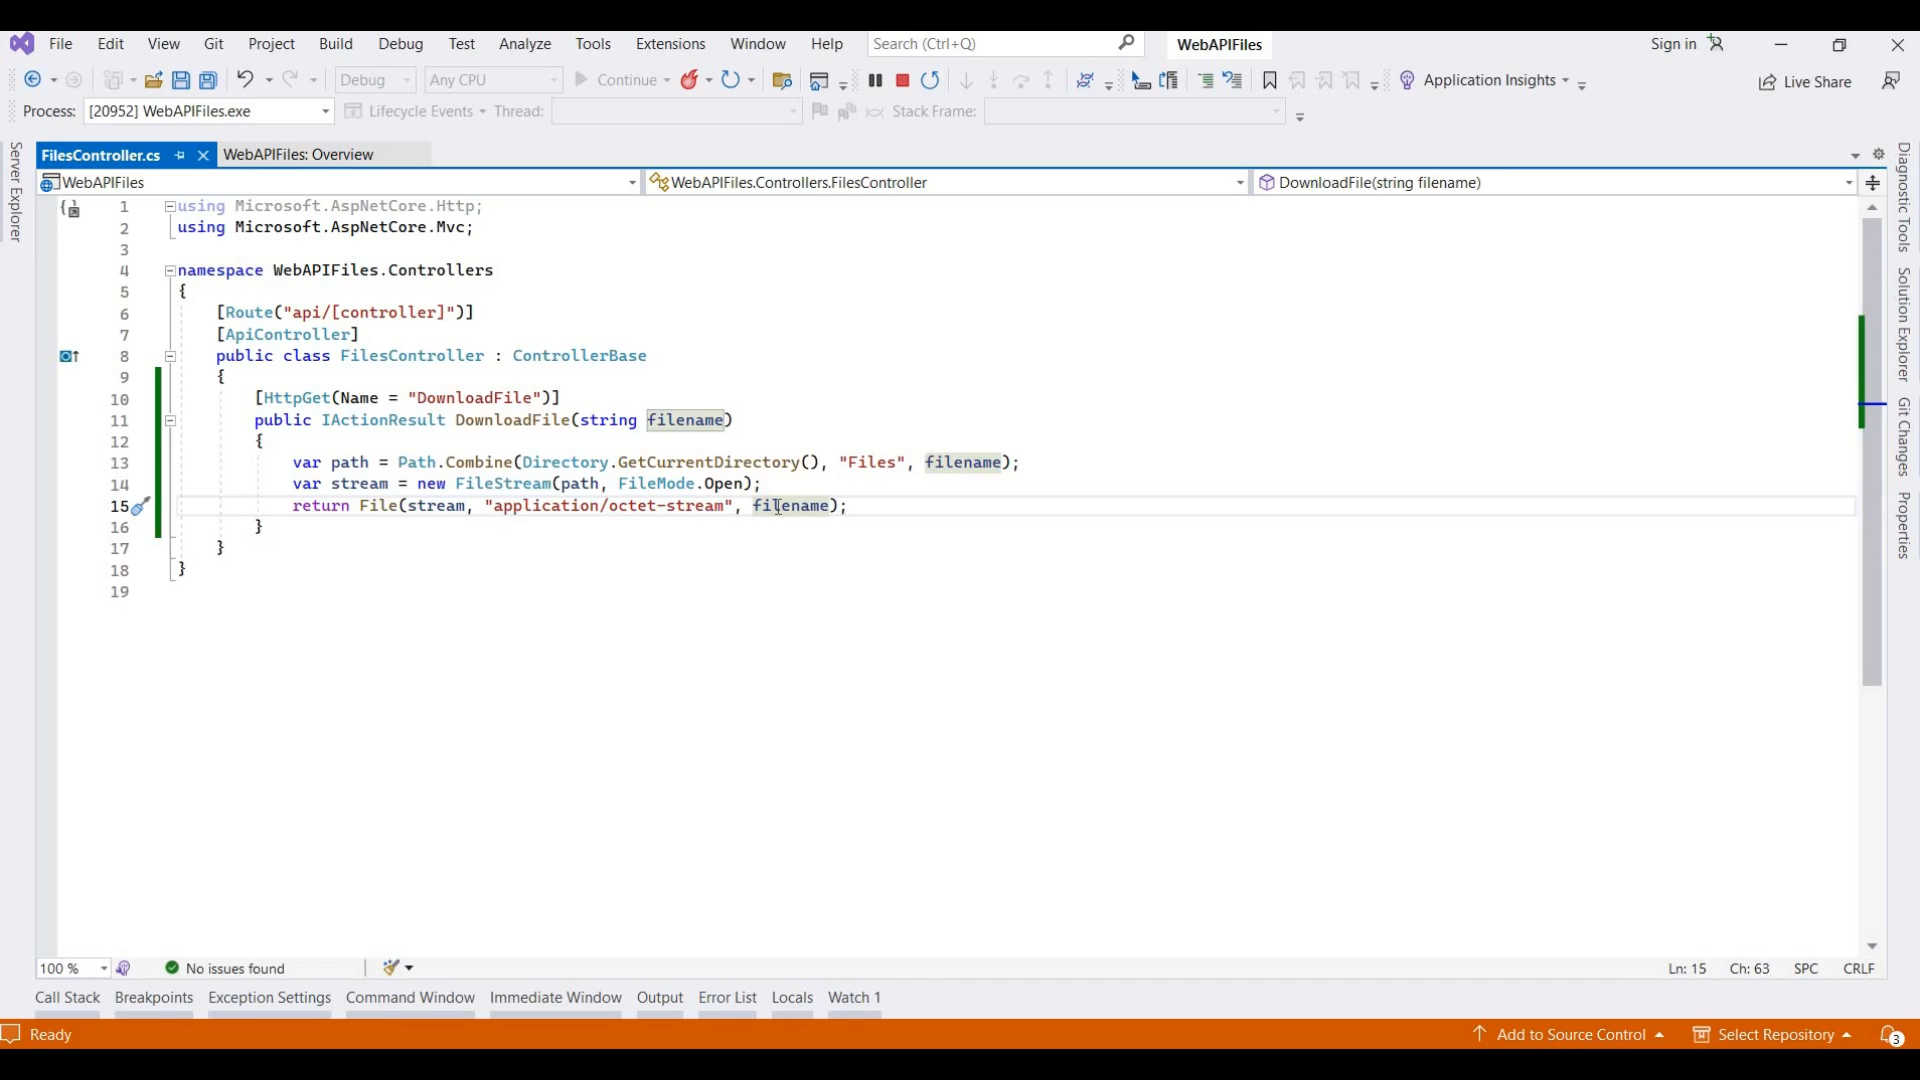 File Edit View Git Project Build Debug Test Analyze Tools Extensions Window Help Search (Ctrl+Q) WebAPIFiles Sign in
Debug Any CPU Continue Application Insights Live Share
Process: [20952] WebAPIFiles.exe Lifecycle Events Thread: Stack Frame:
FilesController.cs WebAPIFiles: Overview
WebAPIFiles WebAPIFiles.Controllers.FilesController DownloadFile(string filename)
Server Explorer
1 using Microsoft.AspNetCore.Http;
2 using Microsoft.AspNetCore.Mvc;
3
4 namespace WebAPIFiles.Controllers
5 {
6 [Route("api/[controller]")]
7 [ApiController]
8 public class FilesController : ControllerBase
9 {
10 [HttpGet(Name = "DownloadFile")]
11 public IActionResult DownloadFile(string filename)
12 {
13 var path = Path.Combine(Directory.GetCurrentDirectory(), "Files", filename);
14 var stream = new FileStream(path, FileMode.Open);
15 return File(stream, "application/octet-stream", filename);
16 }
17 }
18 }
19
Diagnostic Tools
Solution Explorer
Git Changes
Properties
100 % No issues found Ln: 15 Ch: 63 SPC CRLF
Call Stack Breakpoints Exception Settings Command Window Immediate Window Output Error List Locals Watch 1
Ready Add to Source Control Select Repository 3